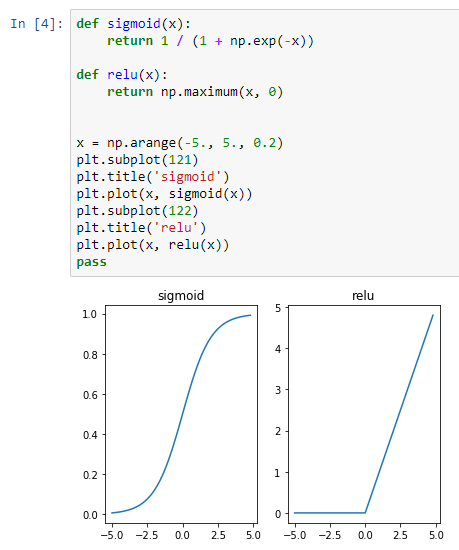 In [4]: def sigmoid(x):
    return 1 / (1 + np.exp(-x))
def relu(x):
    return np.maximum(x, 0)
x = np.arange(-5., 5., 0.2)
plt.subplot(121)
plt.title('sigmoid')
plt.plot(x, sigmoid(x))
plt.subplot(122)
plt.title('relu')
plt.plot(x, relu(x))
pass
sigmoid
1.0
0.8
0.6
0.4
0.2
0.0
−5.0 −2.5 0.0 2.5 5.0
relu
5
4
3
2
1
0
−5.0 −2.5 0.0 2.5 5.0